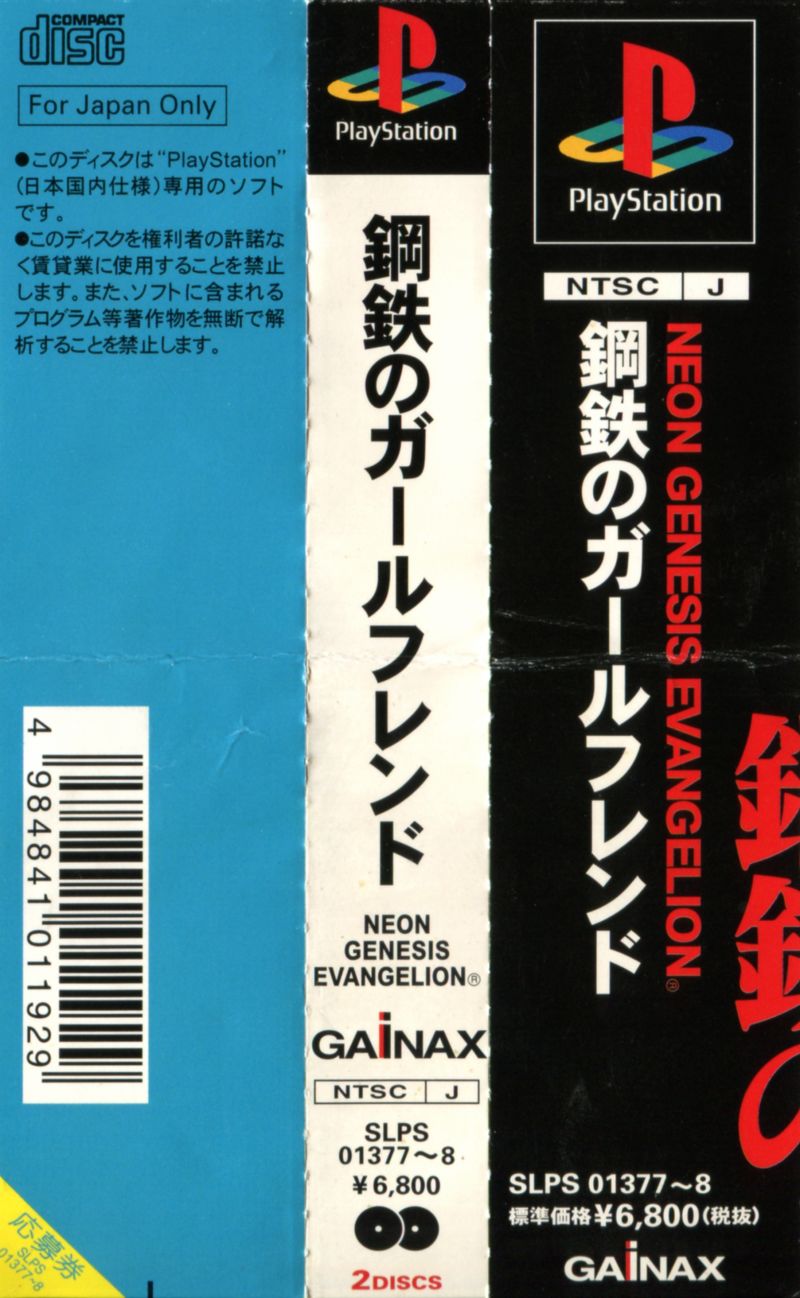 COMPACT
disc
For Japan Only
●このディスクは“PlayStation”
(日本国内仕様)専用のソフト
です。
●このディスクを権利者の許諾な
く賃貸業に使用することを禁止
します。また、ソフトに含まれる
プログラム等著作物を無断で解
析することを禁止します。
4 984841 011929
応募券
SLPS
01377~8
PlayStation
鋼鉄のガールフレンド
NEON
GENESIS
EVANGELION®
GAiNAX
NTSC J
SLPS
01377~8
¥6,800
2DISCS
PlayStation
NTSC J
NEON GENESIS EVANGELION®
鋼鉄のガールフレンド
鋼鉄の
SLPS 01377~8
標準価格¥6,800(税抜)
GAiNAX